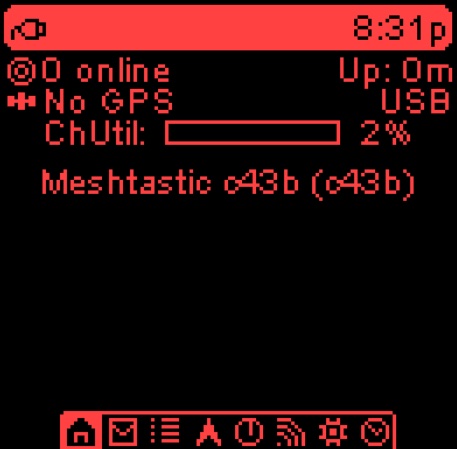 8:31p
0 online Up: 0m
No GPS USB
ChUtil: 2%
Meshtastic c43b (c43b)